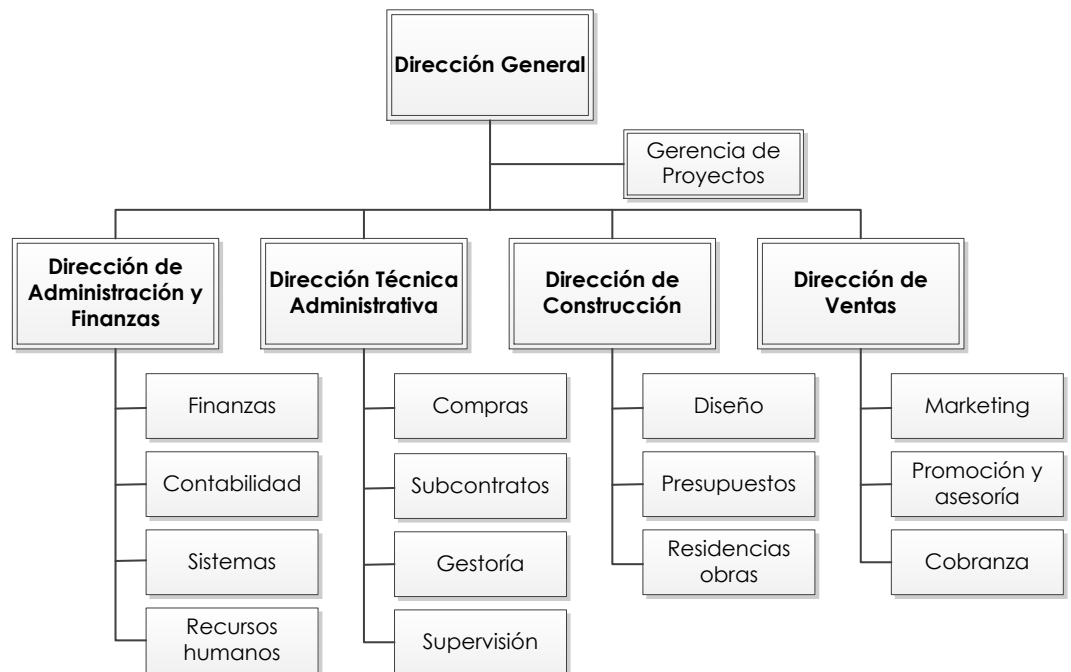 Dirección General
Gerencia de
Proyectos
Dirección de
Administración y
Finanzas
Dirección Técnica
Administrativa
Dirección de
Construcción
Dirección de
Ventas
Finanzas
Contabilidad
Sistemas
Recursos
humanos
Compras
Subcontratos
Gestoría
Supervisión
Diseño
Presupuestos
Residencias
obras
Marketing
Promoción y
asesoría
Cobranza